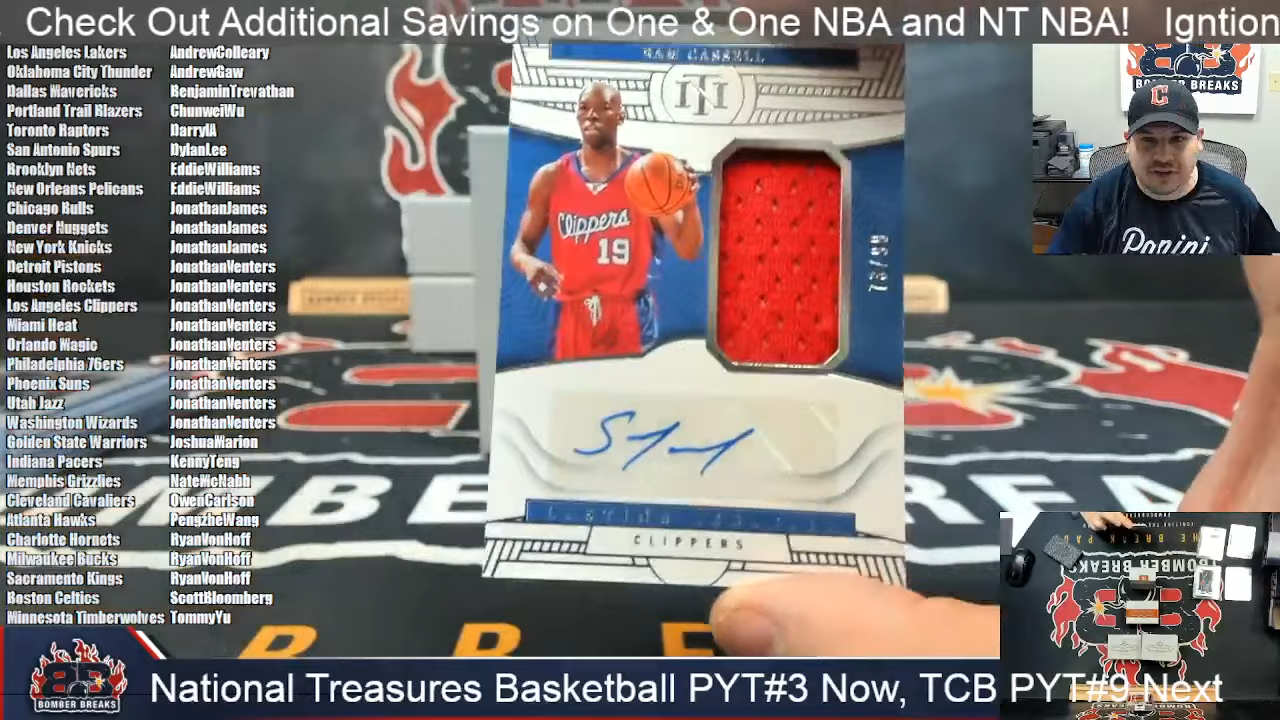 Check Out Additional Savings on One & One NBA and NT NBA! Igntion
Los Angeles Lakers AndrewColleary
Oklahoma City Thunder AndrewGaw
Dallas Mavericks BenjaminTrevathan
Portland Trail Blazers ChunweiWu
Toronto Raptors DarrylA
San Antonio Spurs DylanLee
Brooklyn Nets EddieWilliams
New Orleans Pelicans EddieWilliams
Chicago Bulls JonathanJames
Denver Nuggets JonathanJames
New York Knicks JonathanJames
Detroit Pistons JonathanVenters
Houston Rockets JonathanVenters
Los Angeles Clippers JonathanVenters
Miami Heat JonathanVenters
Orlando Magic JonathanVenters
Philadelphia 76ers JonathanVenters
Phoenix Suns JonathanVenters
Utah Jazz JonathanVenters
Washington Wizards JonathanVenters
Golden State Warriors JoshuaMarion
Indiana Pacers KennyTeng
Memphis Grizzlies NateMcNabb
Cleveland Cavaliers OwenCarlson
Atlanta Hawks PengzheWang
Charlotte Hornets RyanVonHoff
Milwaukee Bucks RyanVonHoff
Sacramento Kings RyanVonHoff
Boston Celtics ScottBloomberg
Minnesota Timberwolves TommyYu
SAM CASSELL
NT
Clippers
19
CLIPPERS
BOMBER BREAKS
C
Panini
BOMBER BREAKS
National Treasures Basketball PYT#3 Now, TCB PYT#9 Next